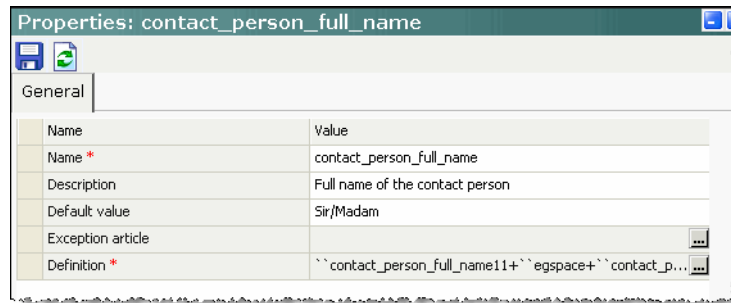 Properties: contact_person_full_name
General
Name Value
Name * contact_person_full_name
Description Full name of the contact person
Default value Sir/Madam
Exception article ...
Definition * ``contact_person_full_name11+``egspace+``contact_p... ...